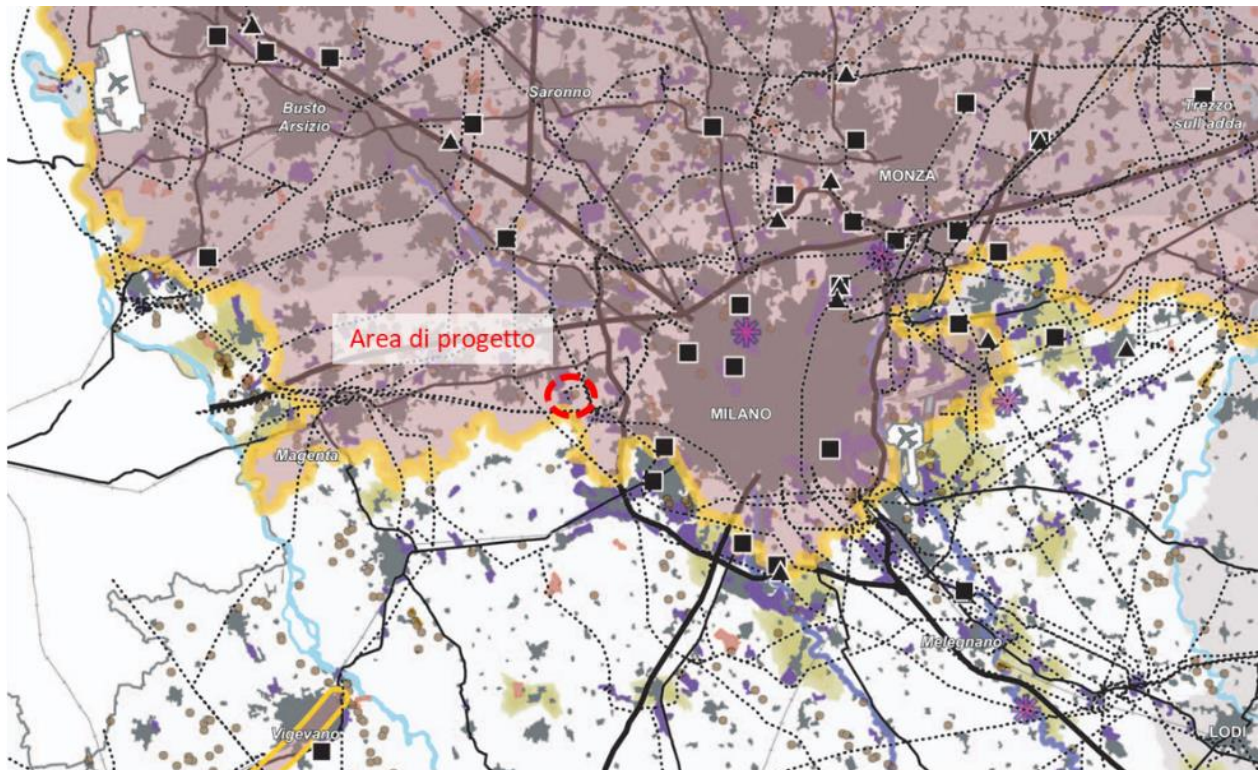 Saronno
Busto
Arsizio
Trezzo
sull'adda
MONZA
Area di progetto
MILANO
Magenta
Melegnano
Vigevano
LODI